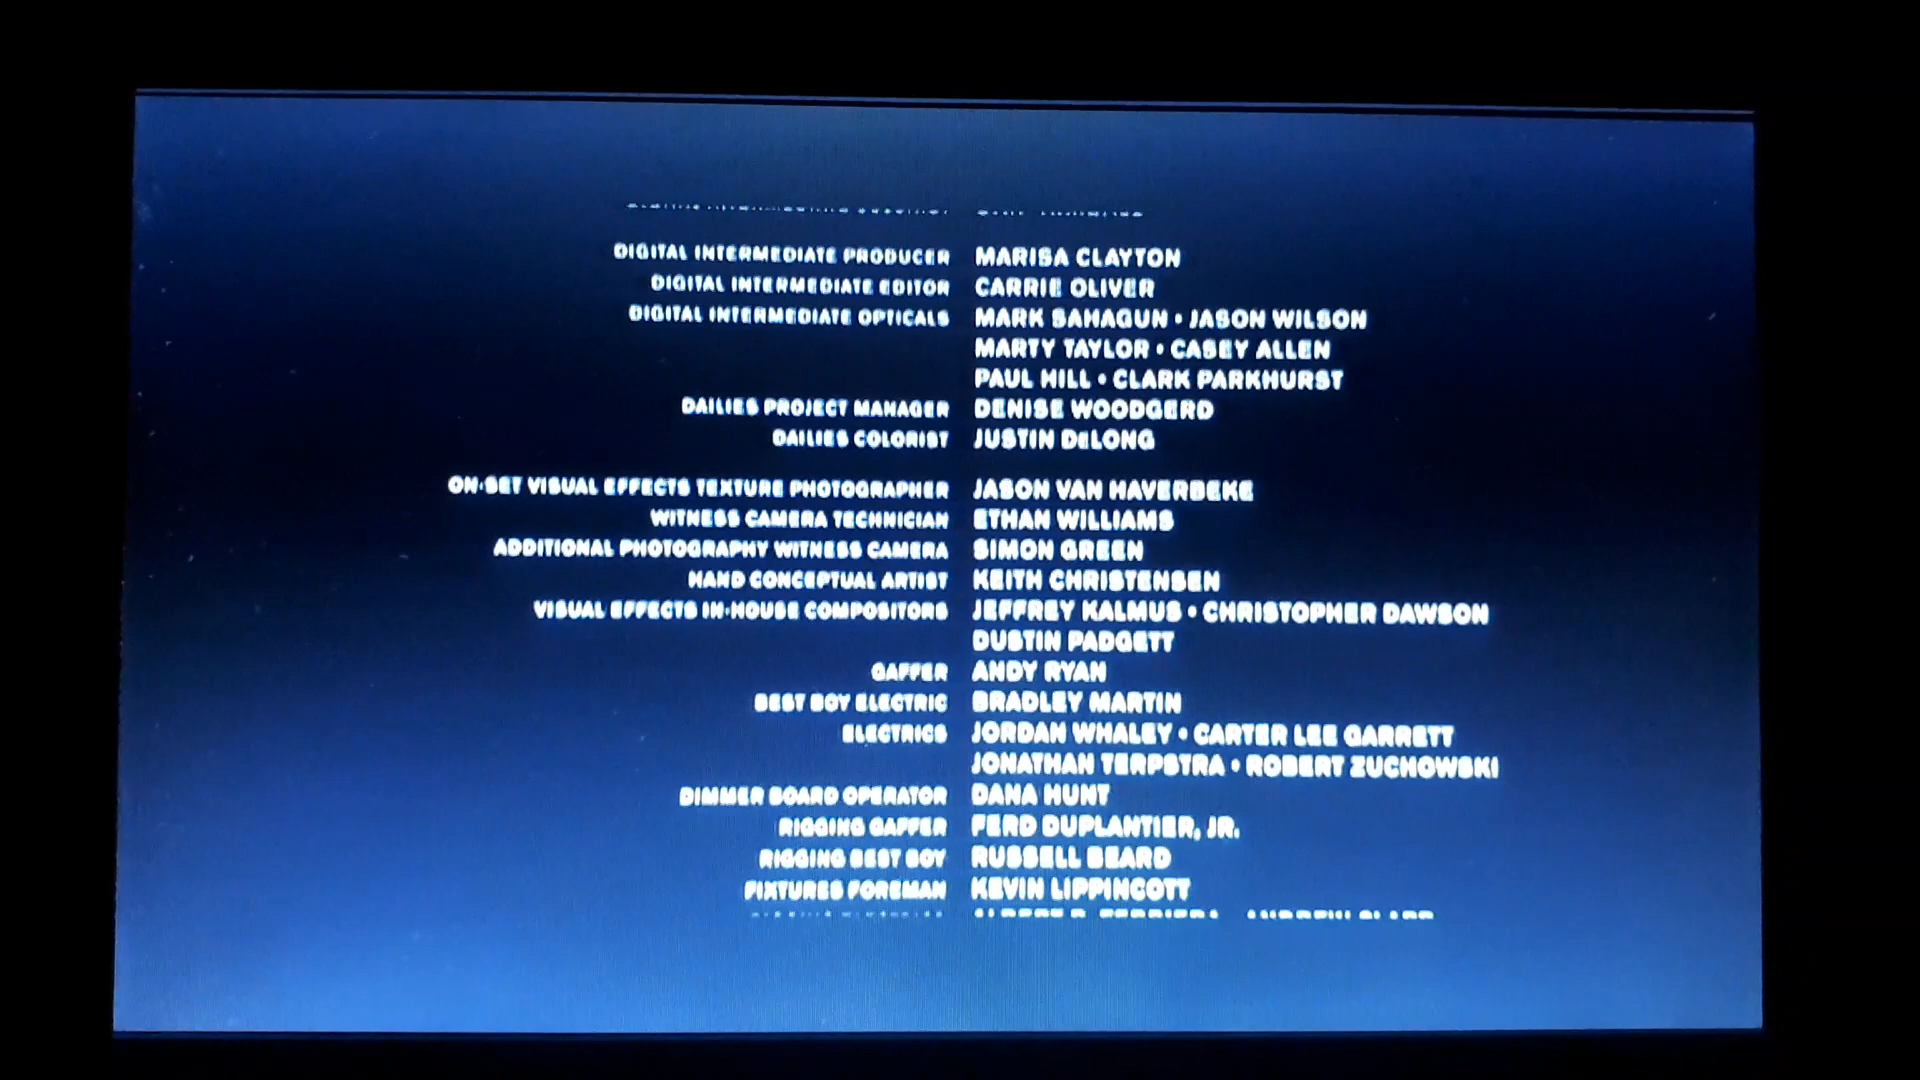 DIGITAL INTERMEDIATE PRODUCER MARISA CLAYTON
DIGITAL INTERMEDIATE EDITOR CARRIE OLIVER
DIGITAL INTERMEDIATE OPTICALS MARK SAHAGUN • JASON WILSON
MARTY TAYLOR • CASEY ALLEN
PAUL HILL • CLARK PARKHURST
DAILIES PROJECT MANAGER DENISE WOODGERD
DAILIES COLORIST JUSTIN DeLONG
ON-SET VISUAL EFFECTS TEXTURE PHOTOGRAPHER JASON VAN HAVERBEKE
WITNESS CAMERA TECHNICIAN ETHAN WILLIAMS
ADDITIONAL PHOTOGRAPHY WITNESS CAMERA SIMON GREEN
HAND CONCEPTUAL ARTIST KEITH CHRISTENSEN
VISUAL EFFECTS IN-HOUSE COMPOSITORS JEFFREY KALMUS • CHRISTOPHER DAWSON
DUSTIN PADGETT
GAFFER ANDY RYAN
BEST BOY ELECTRIC BRADLEY MARTIN
ELECTRICS JORDAN WHALEY • CARTER LEE GARRETT
JONATHAN TERPSTRA • ROBERT ZUCHOWSKI
DIMMER BOARD OPERATOR DANA HUNT
RIGGING GAFFER FERD DUPLANTIER, JR.
RIGGING BEST BOY RUSSELL BEARD
FIXTURES FOREMAN KEVIN LIPPINCOTT